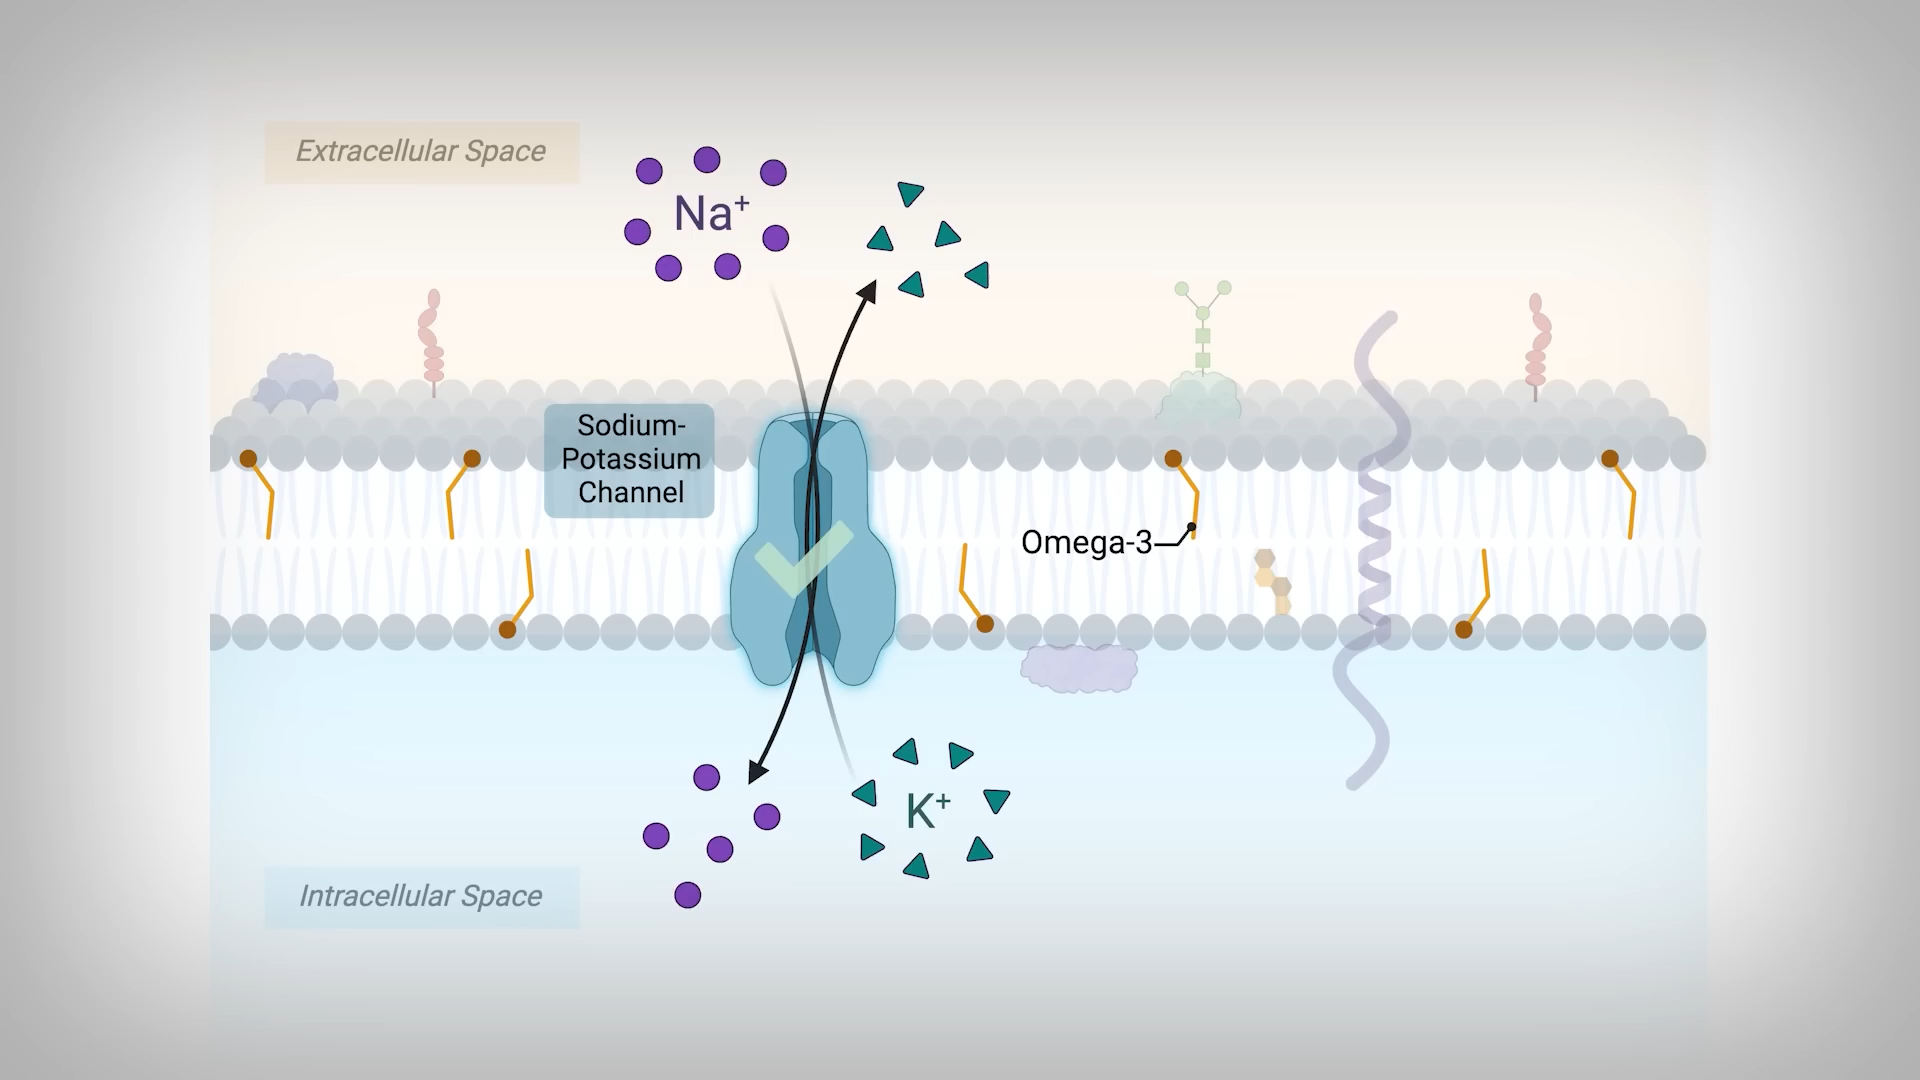 Extracellular Space
Na⁺
Sodium-
Potassium
Channel
Omega-3
K⁺
Intracellular Space